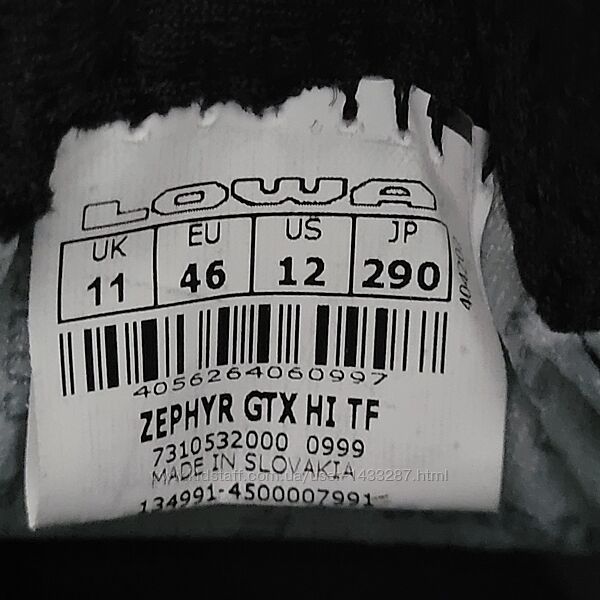 LOWA
UK EU US JP
11 46 12 290
4056264060997
ZEPHYR GTX HI TF
7310532000 0999
MADE IN SLOVAKIA
134991-4500007991